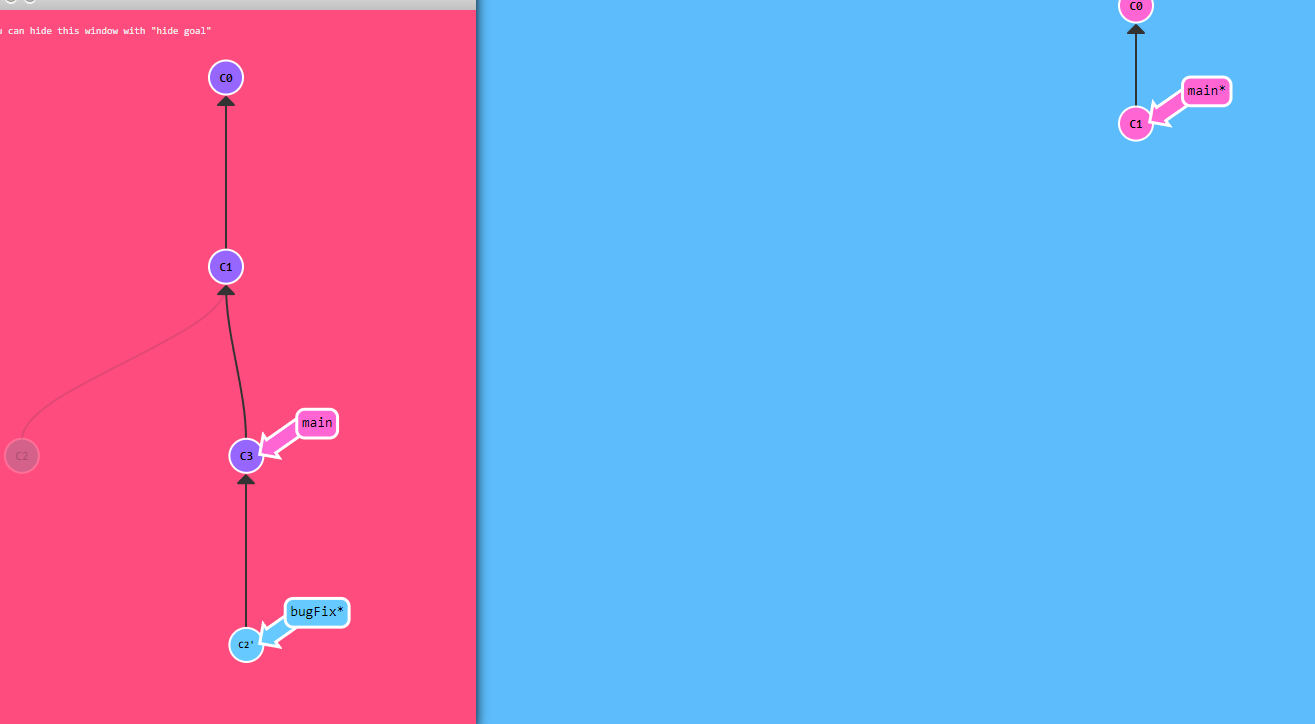 can hide this window with "hide goal"
C0
C1
C2
main
C3
bugFix*
C2'
C0
main*
C1